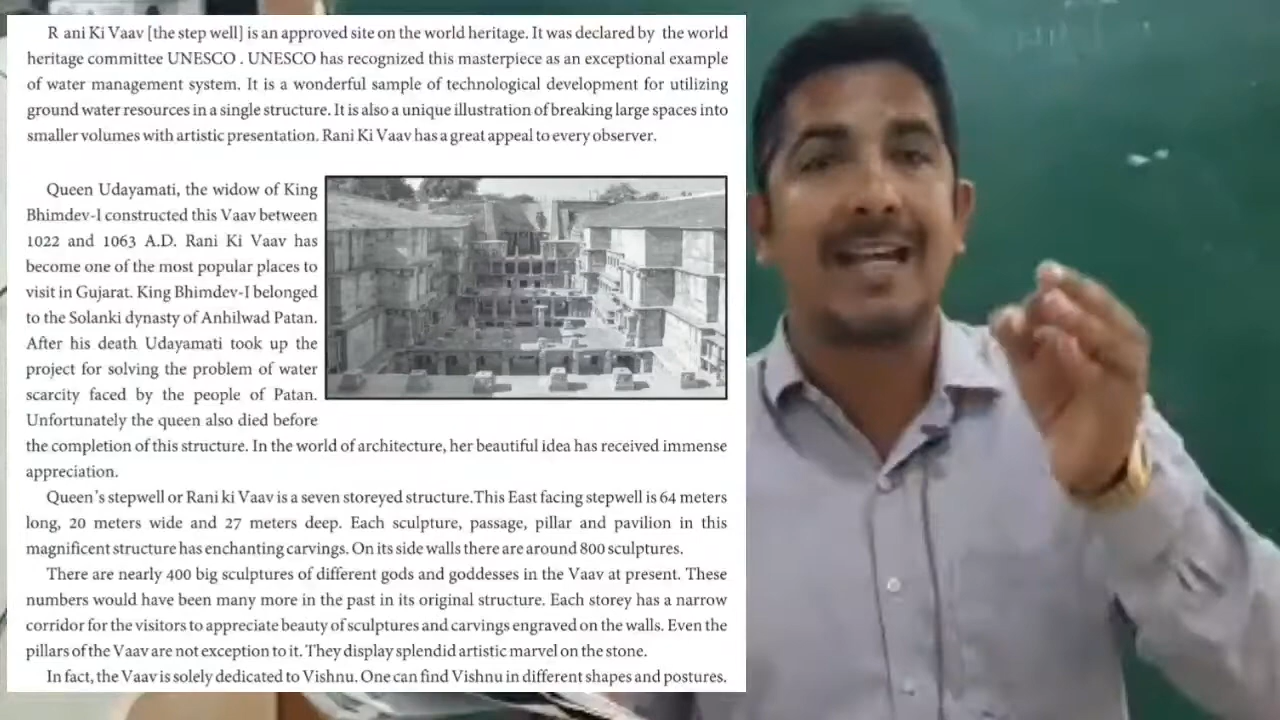 R ani Ki Vaav [the step well] is an approved site on the world heritage. It was declared by the world
heritage committee UNESCO . UNESCO has recognized this masterpiece as an exceptional example
of water management system. It is a wonderful sample of technological development for utilizing
ground water resources in a single structure. It is also a unique illustration of breaking large spaces into
smaller volumes with artistic presentation. Rani Ki Vaav has a great appeal to every observer.
Queen Udayamati, the widow of King
Bhimdev-I constructed this Vaav between
1022 and 1063 A.D. Rani Ki Vaav has
become one of the most popular places to
visit in Gujarat. King Bhimdev-I belonged
to the Solanki dynasty of Anhilwad Patan.
After his death Udayamati took up the
project for solving the problem of water
scarcity faced by the people of Patan.
Unfortunately the queen also died before
the completion of this structure. In the world of architecture, her beautiful idea has received immense
appreciation.
Queen's stepwell or Rani ki Vaav is a seven storeyed structure.This East facing stepwell is 64 meters
long, 20 meters wide and 27 meters deep. Each sculpture, passage, pillar and pavilion in this
magnificent structure has enchanting carvings. On its side walls there are around 800 sculptures.
There are nearly 400 big sculptures of different gods and goddesses in the Vaav at present. These
numbers would have been many more in the past in its original structure. Each storey has a narrow
corridor for the visitors to appreciate beauty of sculptures and carvings engraved on the walls. Even the
pillars of the Vaav are not exception to it. They display splendid artistic marvel on the stone.
In fact, the Vaav is solely dedicated to Vishnu. One can find Vishnu in different shapes and postures.